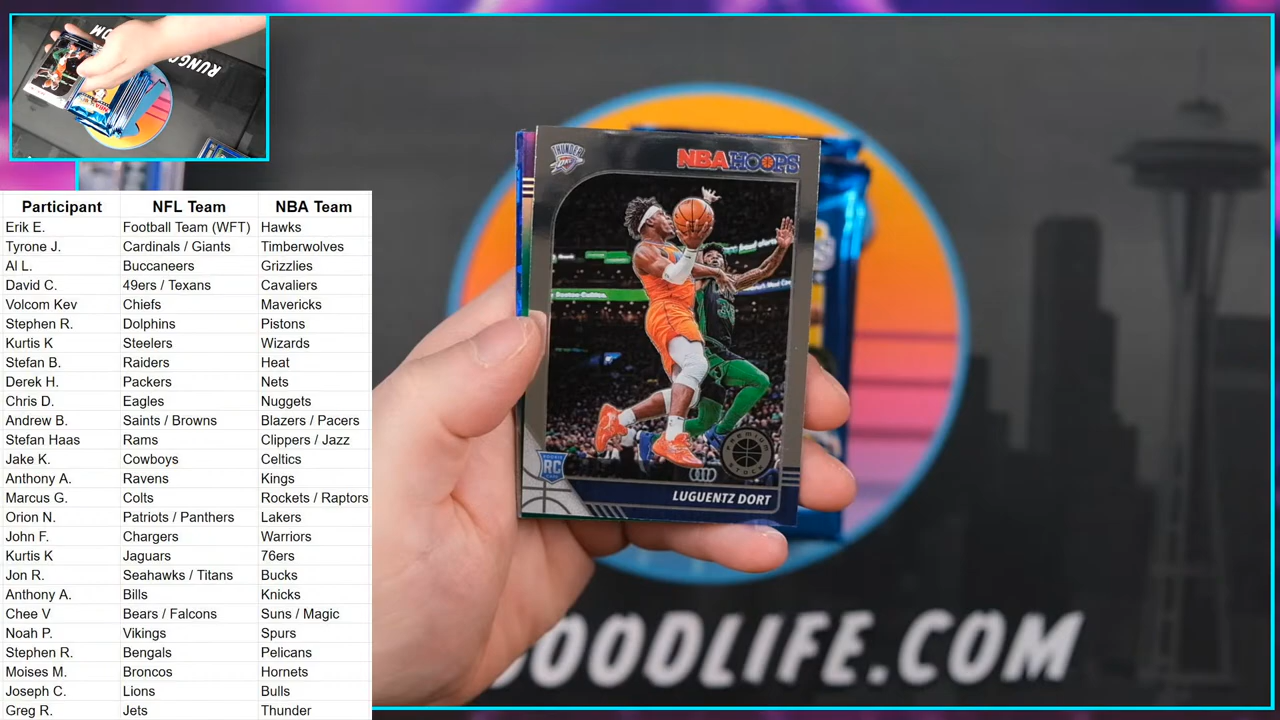 Participant NFL Team NBA Team
Erik E. Football Team (WFT) Hawks
Tyrone J. Cardinals / Giants Timberwolves
Al L. Buccaneers Grizzlies
David C. 49ers / Texans Cavaliers
Volcom Kev Chiefs Mavericks
Stephen R. Dolphins Pistons
Kurtis K Steelers Wizards
Stefan B. Raiders Heat
Derek H. Packers Nets
Chris D. Eagles Nuggets
Andrew B. Saints / Browns Blazers / Pacers
Stefan Haas Rams Clippers / Jazz
Jake K. Cowboys Celtics
Anthony A. Ravens Kings
Marcus G. Colts Rockets / Raptors
Orion N. Patriots / Panthers Lakers
John F. Chargers Warriors
Kurtis K Jaguars 76ers
Jon R. Seahawks / Titans Bucks
Anthony A. Bills Knicks
Chee V Bears / Falcons Suns / Magic
Noah P. Vikings Spurs
Stephen R. Bengals Pelicans
Moises M. Broncos Hornets
Joseph C. Lions Bulls
Greg R. Jets Thunder
THUNDER
NBA HOOPS
PREMIUM
STOCK
RC
LUGUENTZ DORT
OODLIFE.COM